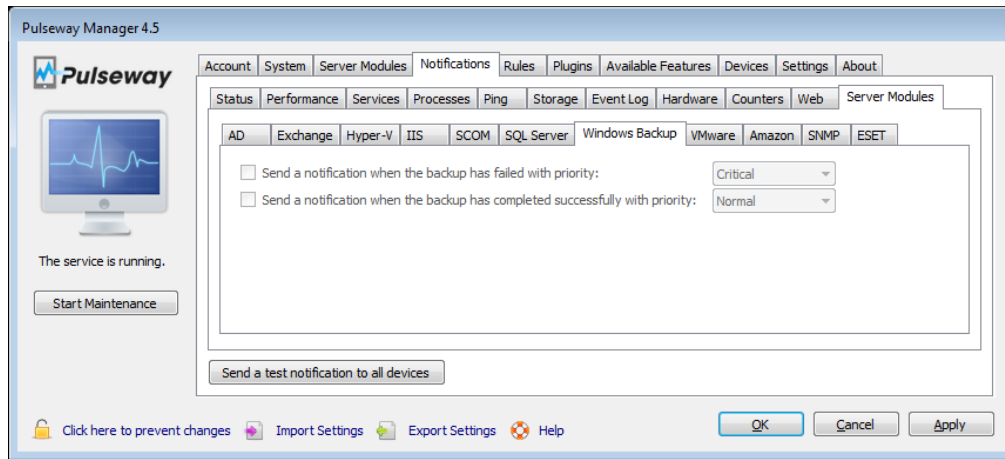 Pulseway Manager 4.5
Pulseway
Account System Server Modules Notifications Rules Plugins Available Features Devices Settings About
Status Performance Services Processes Ping Storage Event Log Hardware Counters Web Server Modules
AD Exchange Hyper-V IIS SCOM SQL Server Windows Backup VMware Amazon SNMP ESET
Send a notification when the backup has failed with priority: Critical
Send a notification when the backup has completed successfully with priority: Normal
The service is running.
Start Maintenance
Send a test notification to all devices
Click here to prevent changes Import Settings Export Settings Help OK Cancel Apply